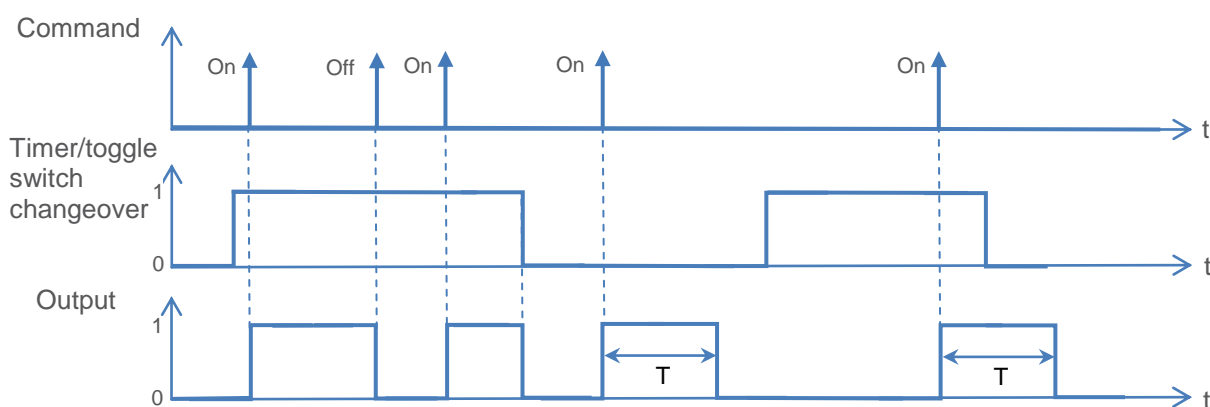 Command
On
Off
On
On
On
t
Timer/toggle
switch
changeover
1
0
t
Output
1
T
T
0
t